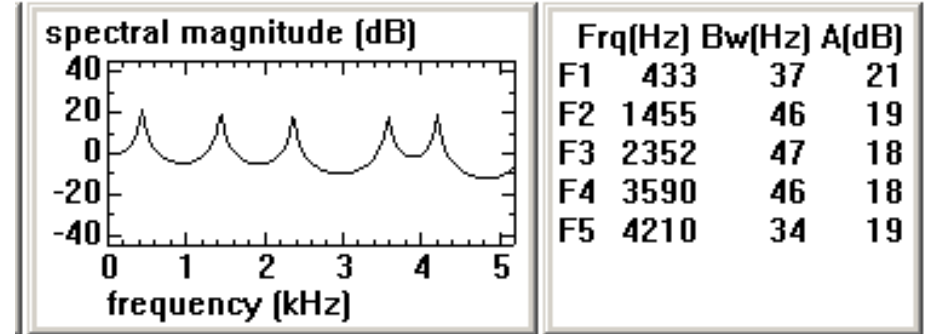 spectral magnitude (dB)
40
20
0
-20
-40
0 1 2 3 4 5
frequency (kHz)
Frq(Hz) Bw(Hz) A(dB)
F1 433 37 21
F2 1455 46 19
F3 2352 47 18
F4 3590 46 18
F5 4210 34 19